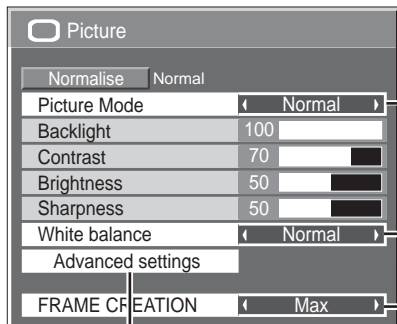 Picture
Normalise Normal
Picture Mode Normal
Backlight 100
Contrast 70
Brightness 50
Sharpness 50
White balance Normal
Advanced settings
FRAME CREATION Max